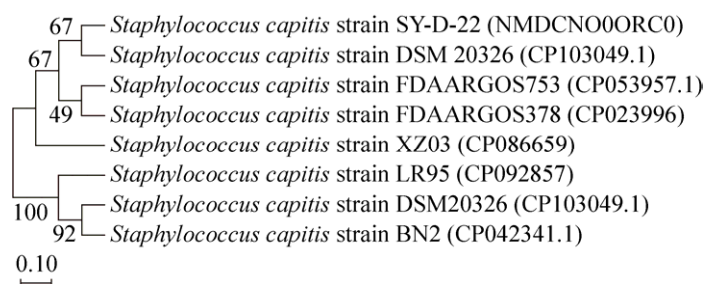 67
Staphylococcus capitis strain SY-D-22 (NMDCNO0ORC0)
Staphylococcus capitis strain DSM 20326 (CP103049.1)
67
Staphylococcus capitis strain FDAARGOS753 (CP053957.1)
49
Staphylococcus capitis strain FDAARGOS378 (CP023996)
Staphylococcus capitis strain XZ03 (CP086659)
Staphylococcus capitis strain LR95 (CP092857)
100
Staphylococcus capitis strain DSM20326 (CP103049.1)
92
Staphylococcus capitis strain BN2 (CP042341.1)
0.10